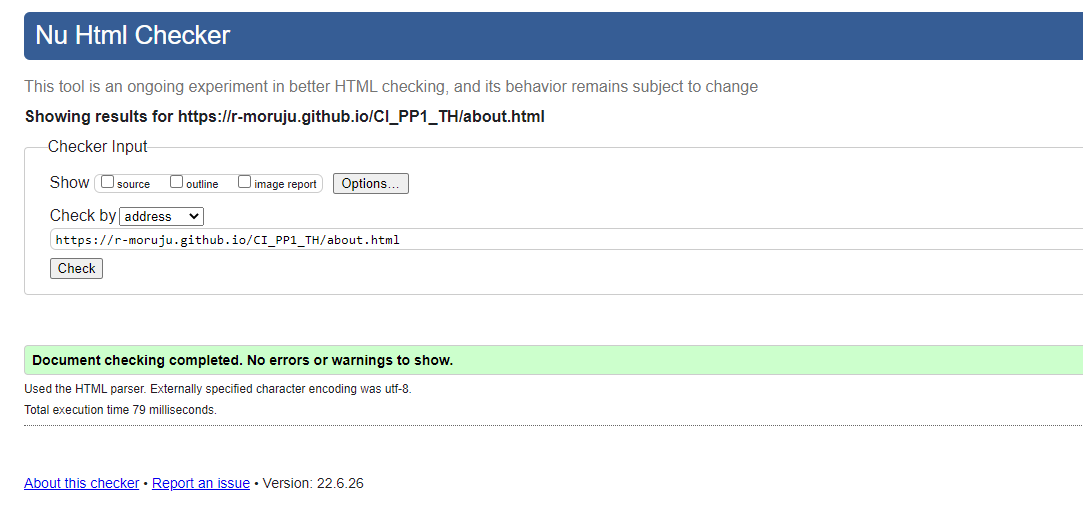 Nu Html Checker
This tool is an ongoing experiment in better HTML checking, and its behavior remains subject to change
Showing results for https://r-moruju.github.io/CI_PP1_TH/about.html
Checker Input
Show source outline image report Options...
Check by address
https://r-moruju.github.io/CI_PP1_TH/about.html
Check
Document checking completed. No errors or warnings to show.
Used the HTML parser. Externally specified character encoding was utf-8.
Total execution time 79 milliseconds.
About this checker • Report an issue • Version: 22.6.26